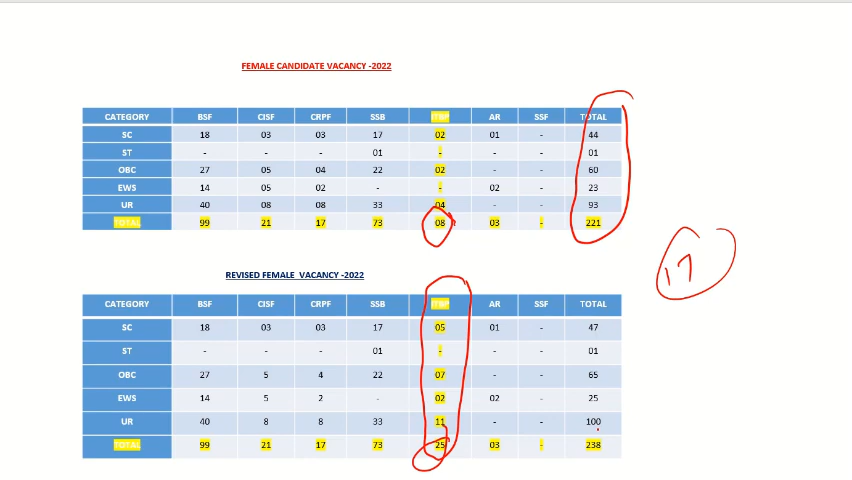 FEMALE CANDIDATE VACANCY -2022
CATEGORY BSF CISF CRPF SSB ITBP AR SSF TOTAL
SC 18 03 03 17 02 01 - 44
ST - - - 01 - - - 01
OBC 27 05 04 22 02 - - 60
EWS 14 05 02 - - 02 - 23
UR 40 08 08 33 04 - - 93
TOTAL 99 21 17 73 08 03 - 221
17
REVISED FEMALE VACANCY -2022
CATEGORY BSF CISF CRPF SSB ITBP AR SSF TOTAL
SC 18 03 03 17 05 01 - 47
ST - - - 01 - - - 01
OBC 27 5 4 22 07 - - 65
EWS 14 5 2 - 02 02 - 25
UR 40 8 8 33 11 - - 100
TOTAL 99 21 17 73 25 03 - 238